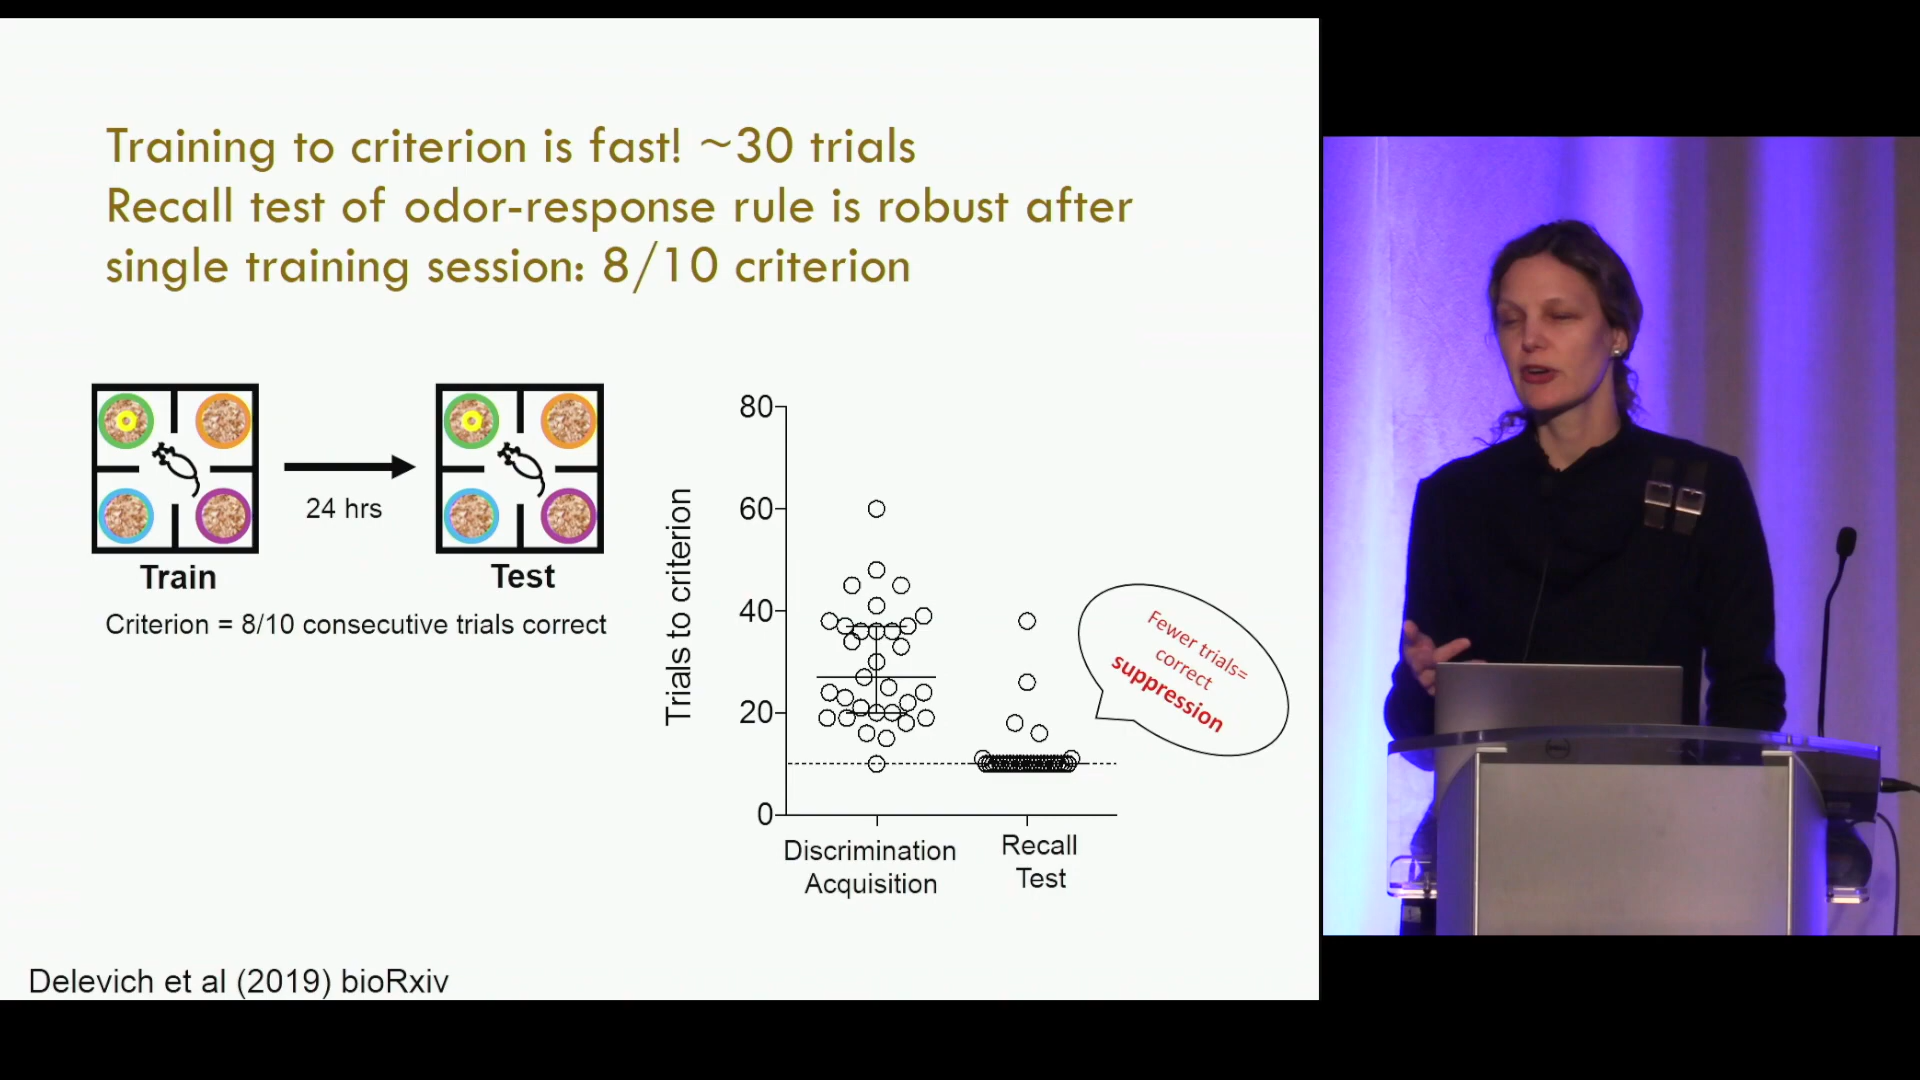 Training to criterion is fast! ~30 trials
Recall test of odor-response rule is robust after
single training session: 8/10 criterion
24 hrs
Train
Test
Criterion = 8/10 consecutive trials correct
Trials to criterion
80
60
40
20
0
Discrimination
Acquisition
Recall
Test
Fewer trials=
correct
suppression
Delevich et al (2019) bioRxiv